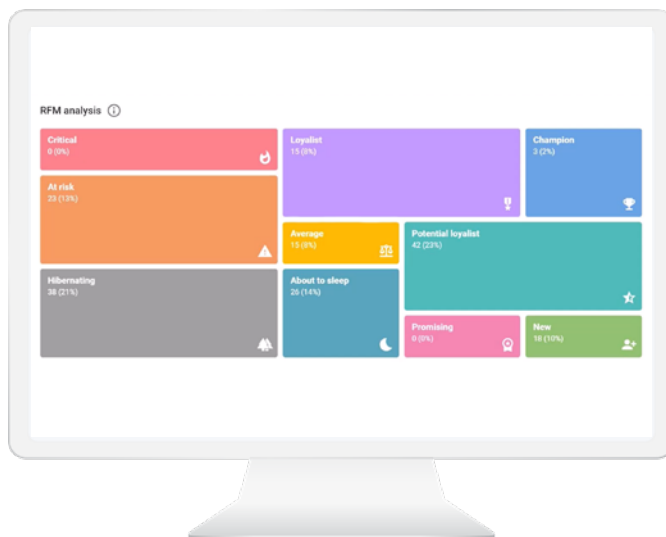 RFM analysis
Critical
0 (0%)
Loyalist
15 (8%)
Champion
3 (2%)
At risk
23 (13%)
Average
15 (8%)
Potential loyalist
42 (23%)
Hibernating
38 (21%)
About to sleep
26 (14%)
Promising
0 (0%)
New
18 (10%)